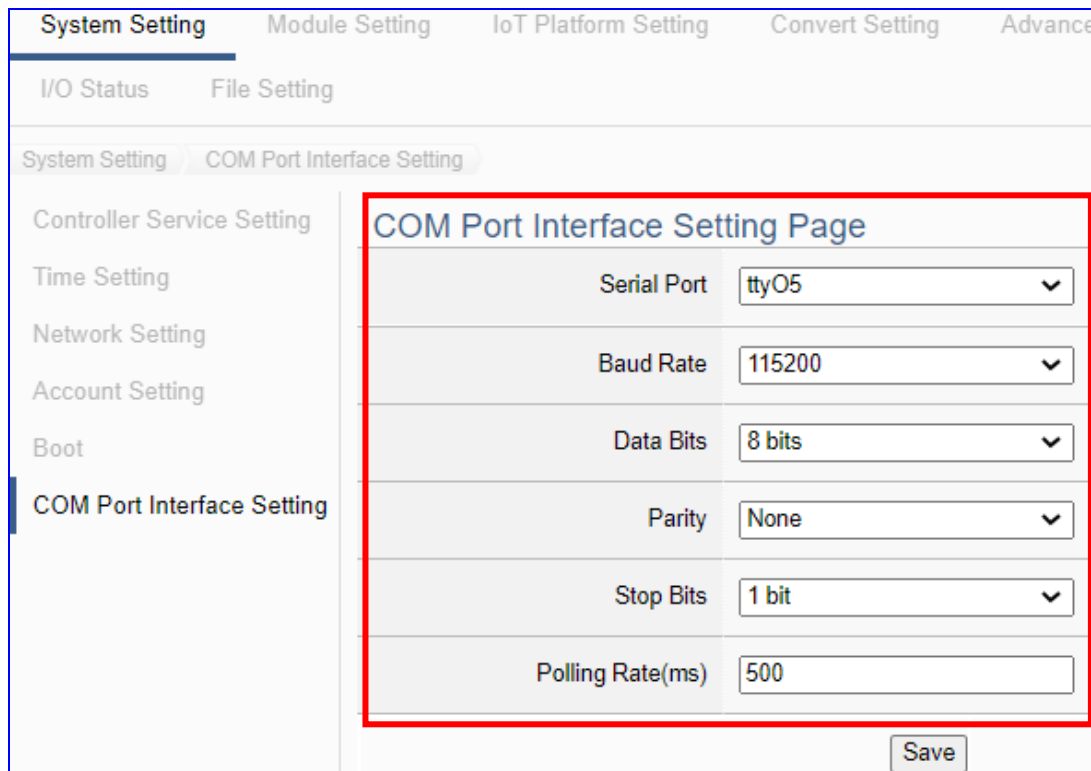 System Setting Module Setting IoT Platform Setting Convert Setting Advance
I/O Status File Setting
System Setting COM Port Interface Setting
Controller Service Setting
Time Setting
Network Setting
Account Setting
Boot
COM Port Interface Setting
COM Port Interface Setting Page
Serial Port ttyO5
Baud Rate 115200
Data Bits 8 bits
Parity None
Stop Bits 1 bit
Polling Rate(ms) 500
Save